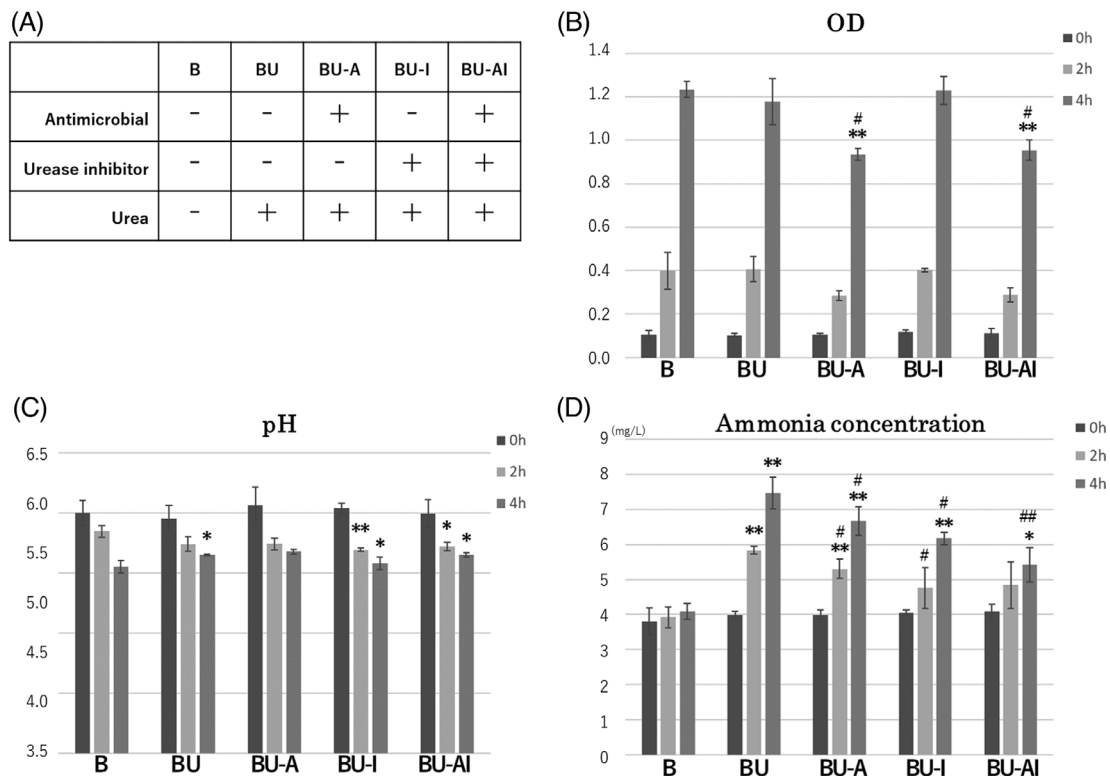 (A)
B BU BU-A BU-I BU-AI
Antimicrobial - - + - +
Urease inhibitor - - - + +
Urea - + + + +
(B)
OD
0h
2h
4h
1.4
1.2
1.0
0.8
0.6
0.4
0.2
0.0
#
**
#
**
B BU BU-A BU-I BU-AI
(C)
pH
0h
2h
4h
6.5
6.0
5.5
5.0
4.5
4.0
3.5
*
** *
* *
B BU BU-A BU-I BU-AI
(D)
Ammonia concentration
(mg/L)
0h
2h
4h
9
8
7
6
5
4
3
2
1
0
** **
# #
** **
# #
**
##
*
B BU BU-A BU-I BU-AI